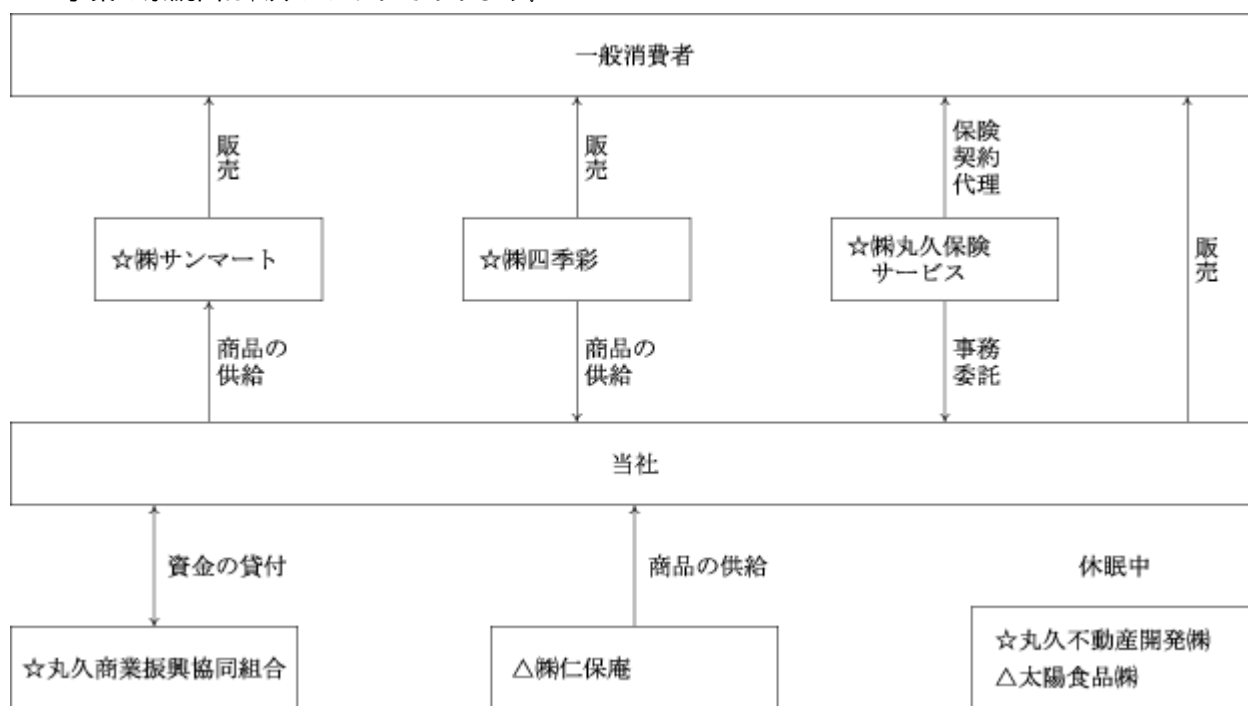 一般消費者
販
売
販
売
保険
契約
代理
販
売
☆㈱サンマート
☆㈱四季彩
☆㈱丸久保険
サービス
商品の
供給
商品の
供給
事務
委託
当社
資金の貸付
商品の供給
休眠中
☆丸久商業振興協同組合
△㈱仁保庵
☆丸久不動産開発㈱
△太陽食品㈱